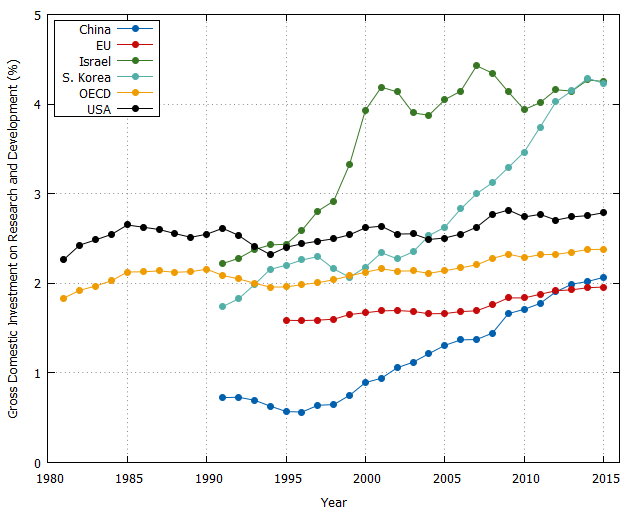 Gross Domestic Investment on Research and Development (%)
5
4
3
2
1
0
China
EU
Israel
S. Korea
OECD
USA
1980 1985 1990 1995 2000 2005 2010 2015
Year